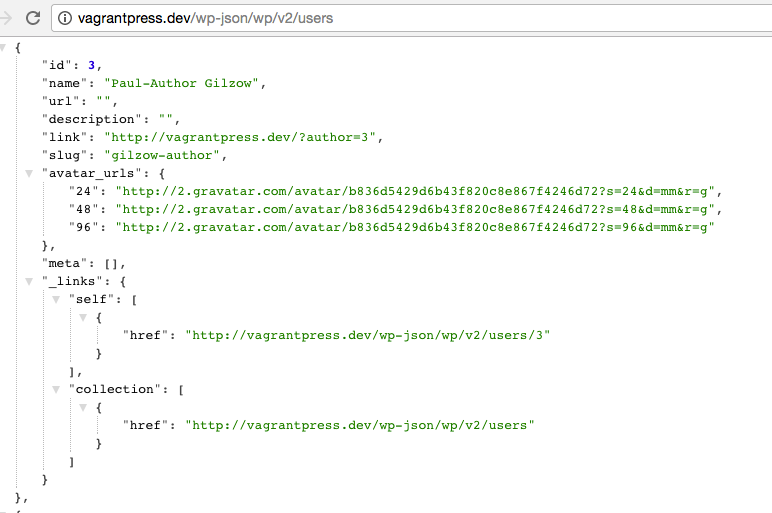 vagrantpress.dev/wp-json/wp/v2/users
{
"id": 3,
"name": "Paul-Author Gilzow",
"url": "",
"description": "",
"link": "http://vagrantpress.dev/?author=3",
"slug": "gilzow-author",
"avatar_urls": {
"24": "http://2.gravatar.com/avatar/b836d5429d6b43f820c8e867f4246d72?s=24&d=mm&r=g",
"48": "http://2.gravatar.com/avatar/b836d5429d6b43f820c8e867f4246d72?s=48&d=mm&r=g",
"96": "http://2.gravatar.com/avatar/b836d5429d6b43f820c8e867f4246d72?s=96&d=mm&r=g"
},
"meta": [],
"_links": {
"self": [
{
"href": "http://vagrantpress.dev/wp-json/wp/v2/users/3"
}
],
"collection": [
{
"href": "http://vagrantpress.dev/wp-json/wp/v2/users"
}
]
}
},
{